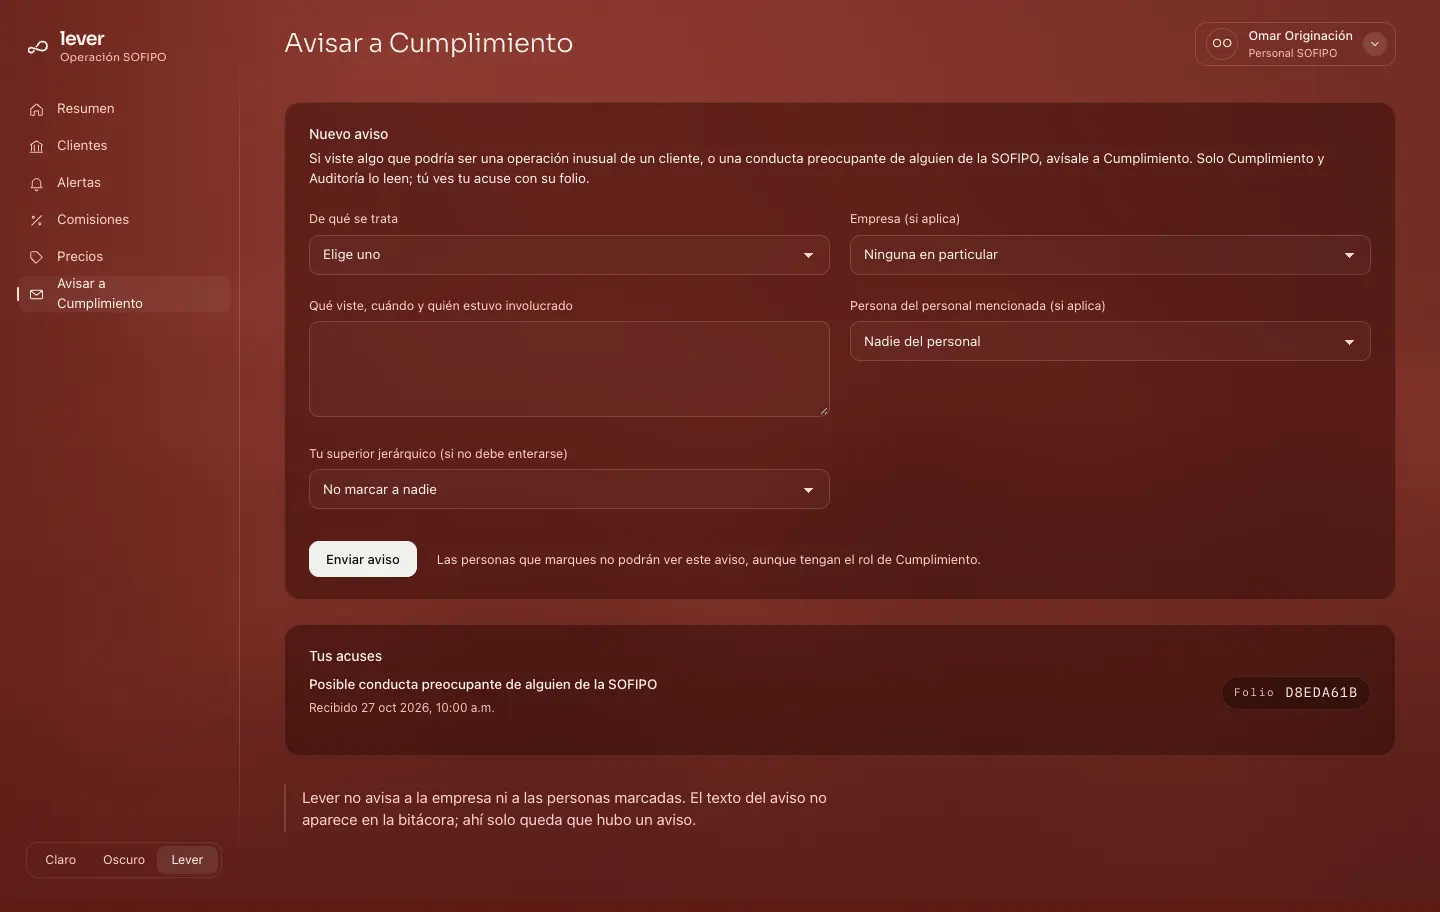 lever
Operación SOFIPO
Resumen
Clientes
Alertas
Comisiones
Precios
Avisar a
Cumplimiento
Claro
Oscuro
Lever
Avisar a Cumplimiento
OO
Omar Originación
Personal SOFIPO
Nuevo aviso
Si viste algo que podría ser una operación inusual de un cliente, o una conducta preocupante de alguien de la SOFIPO, avísale a Cumplimiento. Solo Cumplimiento y
Auditoría lo leen; tú ves tu acuse con su folio.
De qué se trata
Elige uno
Empresa (si aplica)
Ninguna en particular
Qué viste, cuándo y quién estuvo involucrado
Persona del personal mencionada (si aplica)
Nadie del personal
Tu superior jerárquico (si no debe enterarse)
No marcar a nadie
Enviar aviso
Las personas que marques no podrán ver este aviso, aunque tengan el rol de Cumplimiento.
Tus acuses
Posible conducta preocupante de alguien de la SOFIPO
Recibido 27 oct 2026, 10:00 a.m.
Folio D8EDA61B
Lever no avisa a la empresa ni a las personas marcadas. El texto del aviso no
aparece en la bitácora; ahí solo queda que hubo un aviso.